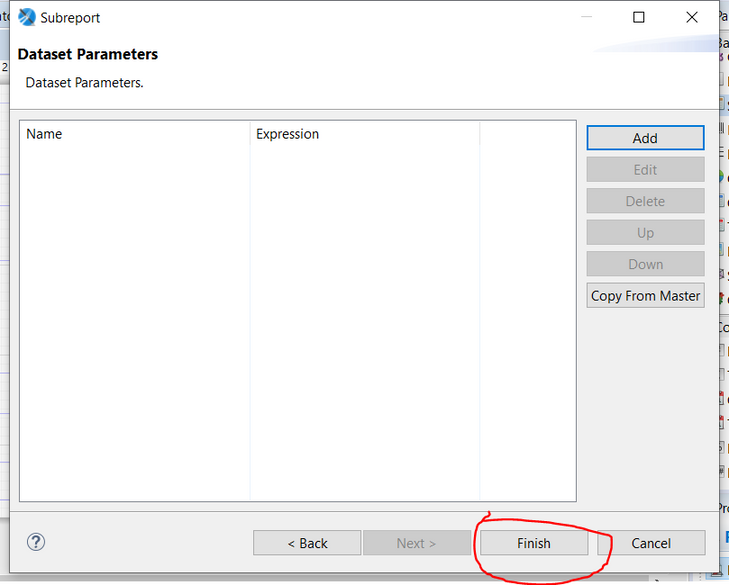 Subreport
Dataset Parameters
Dataset Parameters.
Name Expression
Add
Edit
Delete
Up
Down
Copy From Master
< Back Next > Finish Cancel